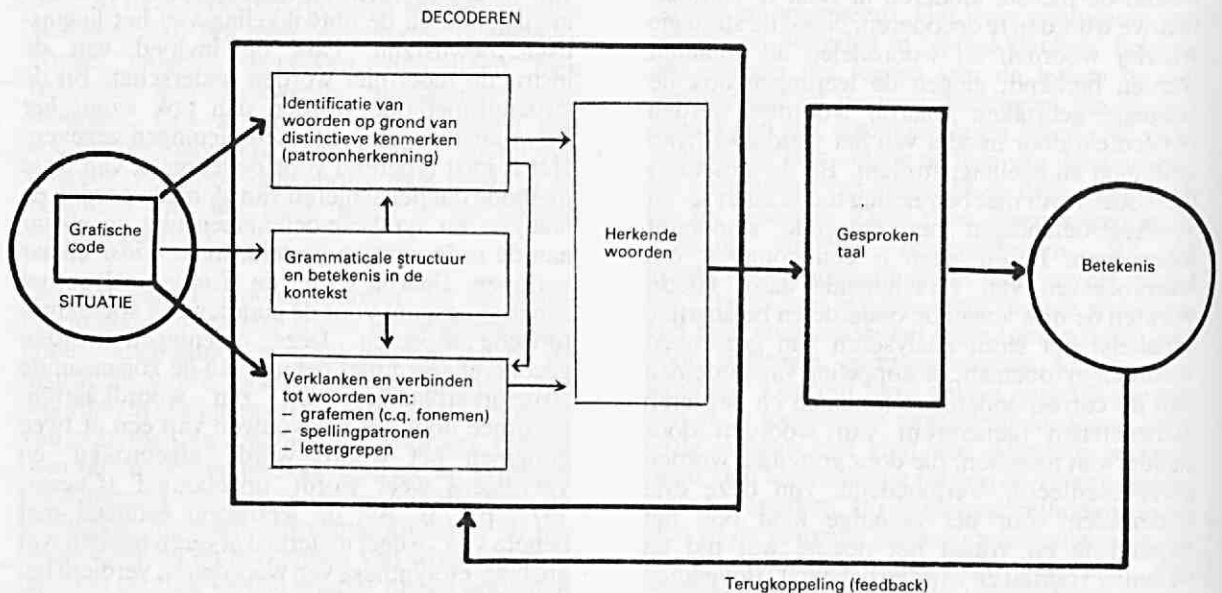 DECODEREN
Identificatie van
woorden op grond van
distinctieve kenmerken
(patroonherkenning)
Grafische
code
SITUATIE
Grammaticale structuur
en betekenis in de
kontekst
Verklanken en verbinden
tot woorden van:
– grafemen (c.q. fonemen)
– spellingpatronen
– lettergrepen
Herkende
woorden
Gesproken
taal
Betekenis
Terugkoppeling (feedback)